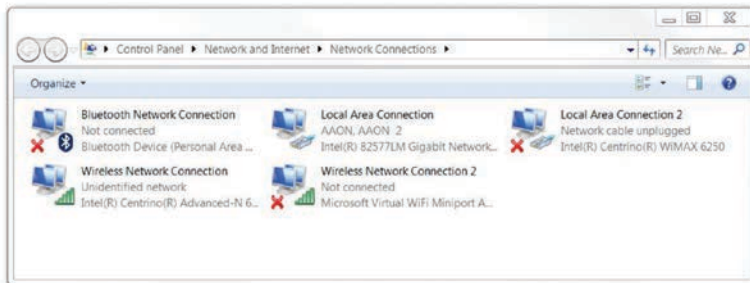 Control Panel ▸ Network and Internet ▸ Network Connections ▸
Search Ne...
Organize ▾
Bluetooth Network Connection
Not connected
Bluetooth Device (Personal Area ...
Local Area Connection
AAON, AAON 2
Intel(R) 82577LM Gigabit Network...
Local Area Connection 2
Network cable unplugged
Intel(R) Centrino(R) WiMAX 6250
Wireless Network Connection
Unidentified network
Intel(R) Centrino(R) Advanced-N 6...
Wireless Network Connection 2
Not connected
Microsoft Virtual WiFi Miniport A...